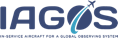 IAGOS
IN-SERVICE AIRCRAFT FOR A GLOBAL OBSERVING SYSTEM